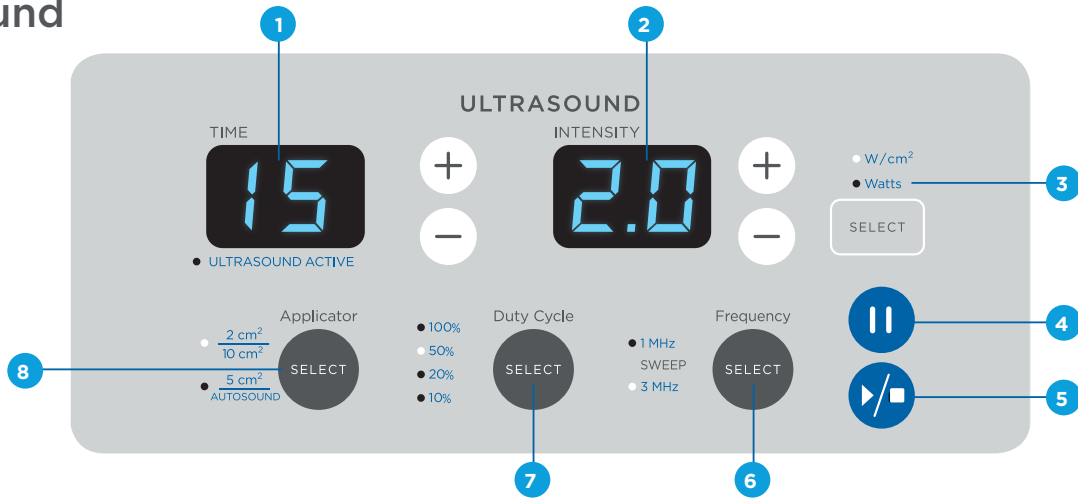 und
1
2
ULTRASOUND
TIME
INTENSITY
15
+
2.0
+
W/cm²
Watts
3
−
−
SELECT
ULTRASOUND ACTIVE
Applicator
Duty Cycle
Frequency
4
2 cm²
10 cm²
5 cm²
AUTOSOUND
SELECT
100%
50%
20%
10%
SELECT
1 MHz
SWEEP
3 MHz
SELECT
8
5
7
6